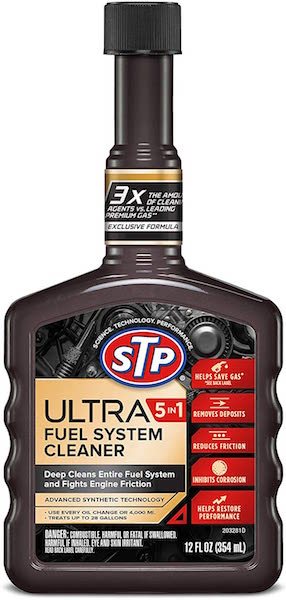 3X THE AMOUNT
OF CLEANING
AGENTS VS. LEADING
PREMIUM GAS**
EXCLUSIVE FORMULA
SCIENCE, TECHNOLOGY, PERFORMANCE.
STP
ULTRA 5 IN 1
FUEL SYSTEM
CLEANER
Deep Cleans Entire Fuel System
and Fights Engine Friction
ADVANCED SYNTHETIC TECHNOLOGY
• USE EVERY OIL CHANGE OR 4,000 MI.
• TREATS UP TO 28 GALLONS
HELPS SAVE GAS*
*SEE BACK LABEL
REMOVES DEPOSITS
REDUCES FRICTION
INHIBITS CORROSION
HELPS RESTORE
PERFORMANCE
203281D
DANGER: COMBUSTIBLE. HARMFUL OR FATAL IF SWALLOWED.
HARMFUL IF INHALED. EYE AND SKIN IRRITANT.
READ BACK LABEL CAREFULLY.
12 FL OZ (354 mL)